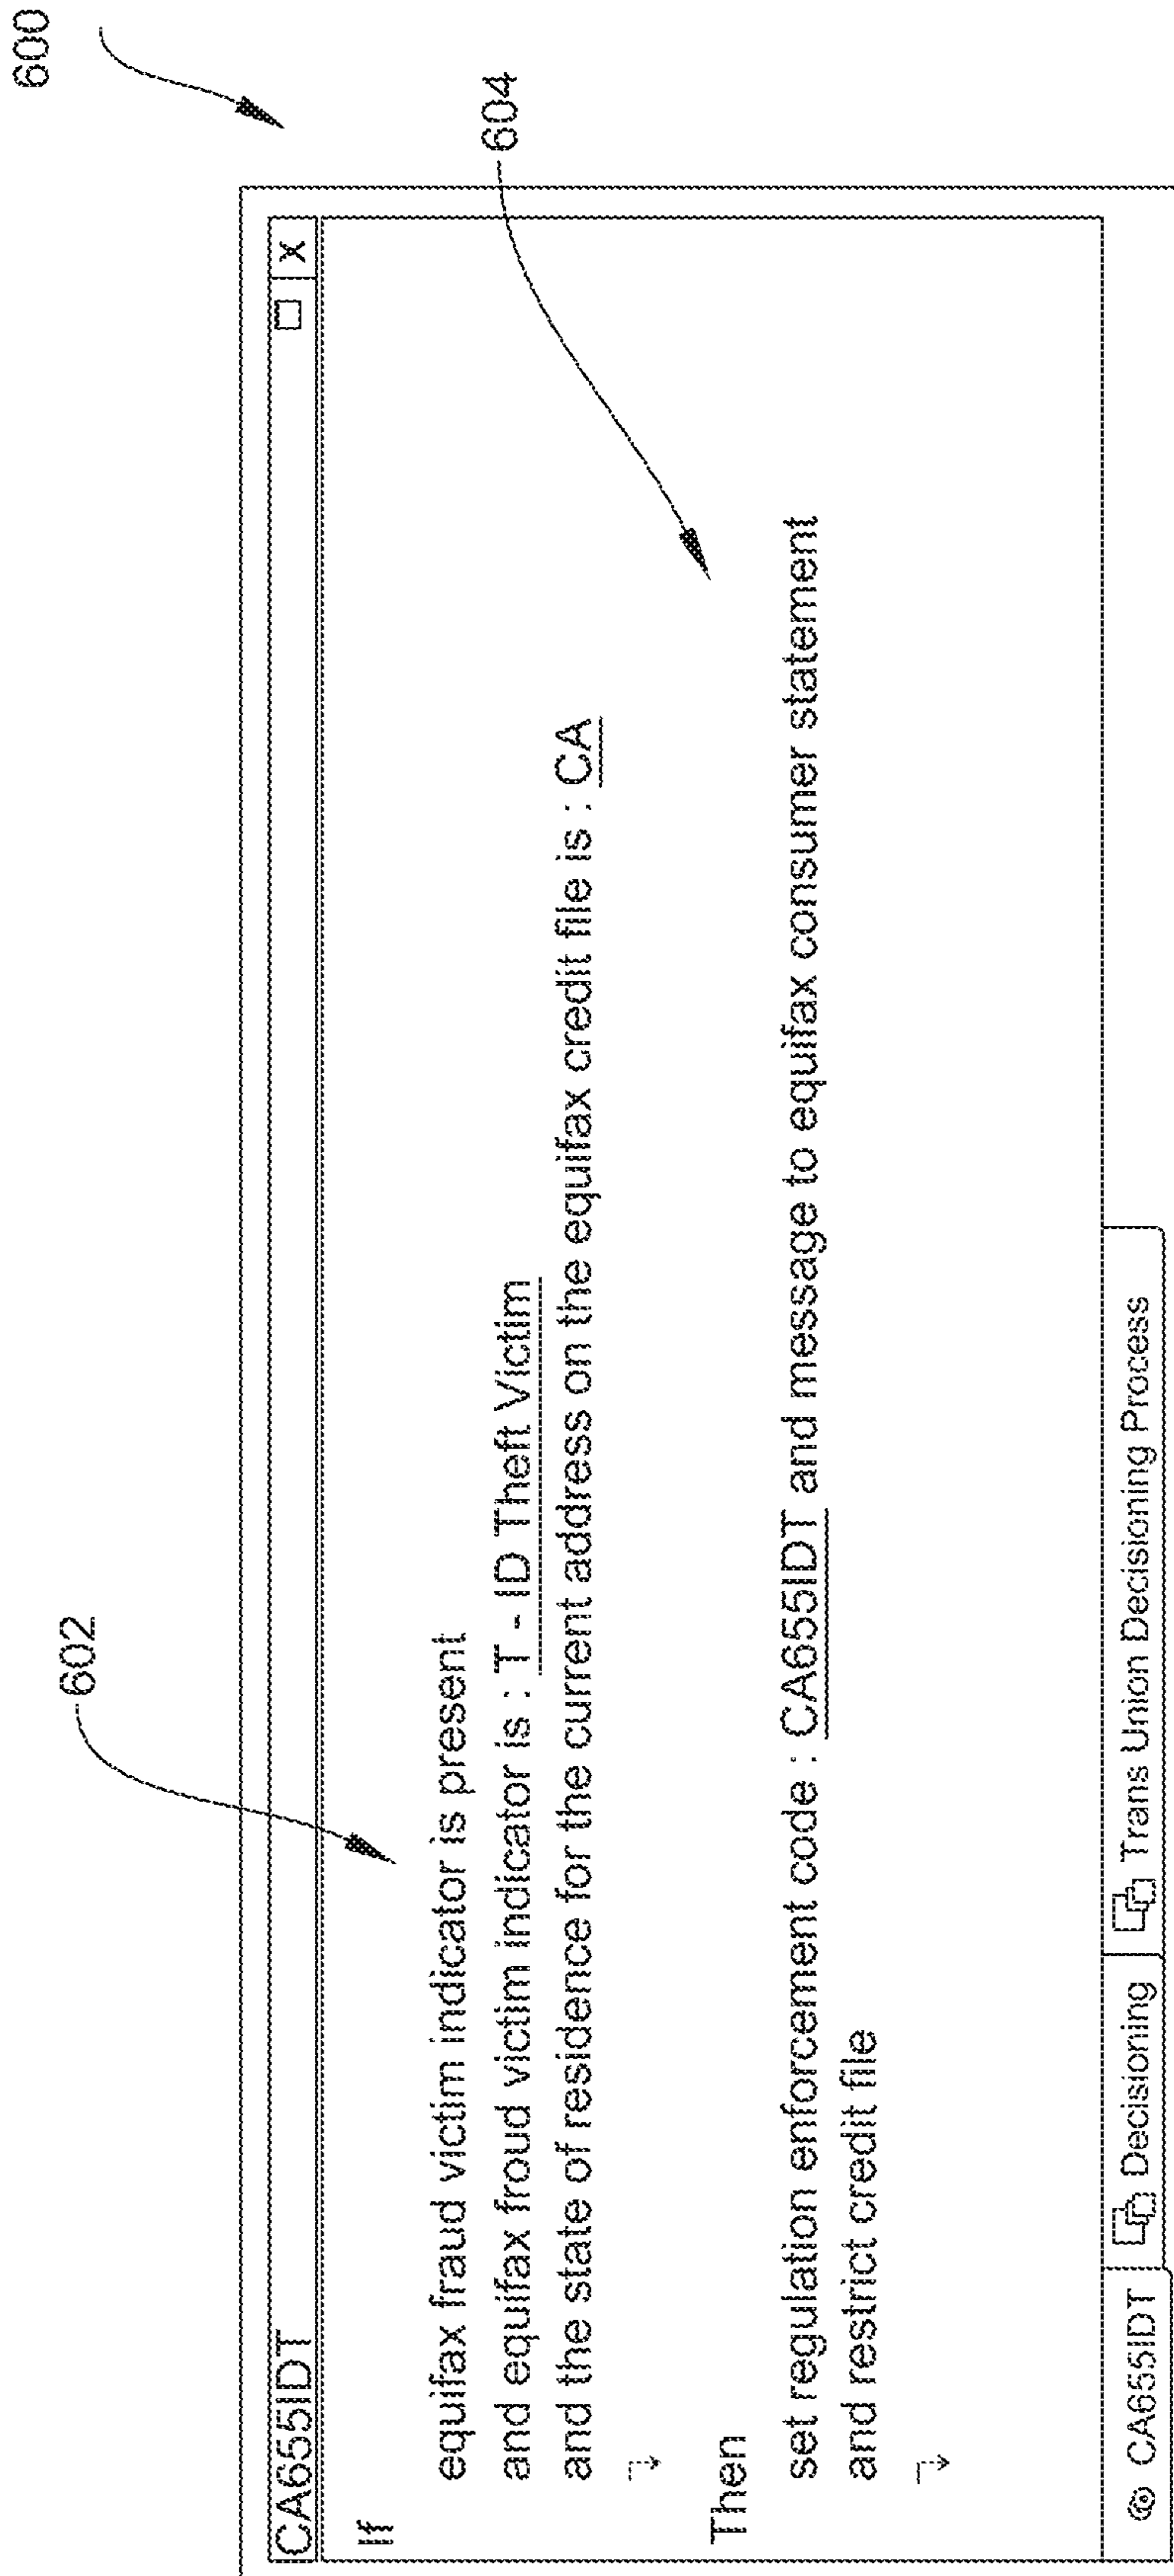 600
CA655IDT
X
602
604
If
equifax fraud victim indicator is present
and equifax froud victim indicator is : T - ID Theft Victim
and the state of residence for the current address on the equifax credit file is : CA
Then
set regulation enforcement code : CA655IDT and message to equifax consumer statement
and restrict credit file
CA655IDT
Decisioning
Trans Union Decisioning Process